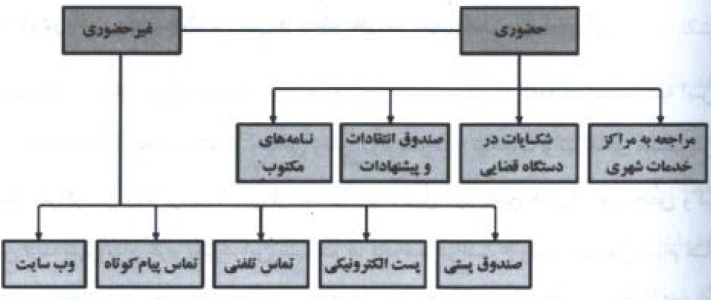 حضوری
غیرحضوری
مراجعه به مراکز
خدمات شهری
شکایات در
دستگاه قضایی
صندوق انتقادات
و پیشنهادات
نامه‌های
مکتوب
صندوق پستی
پست الکترونیکی
تماس تلفنی
تماس پیام کوتاه
وب سایت